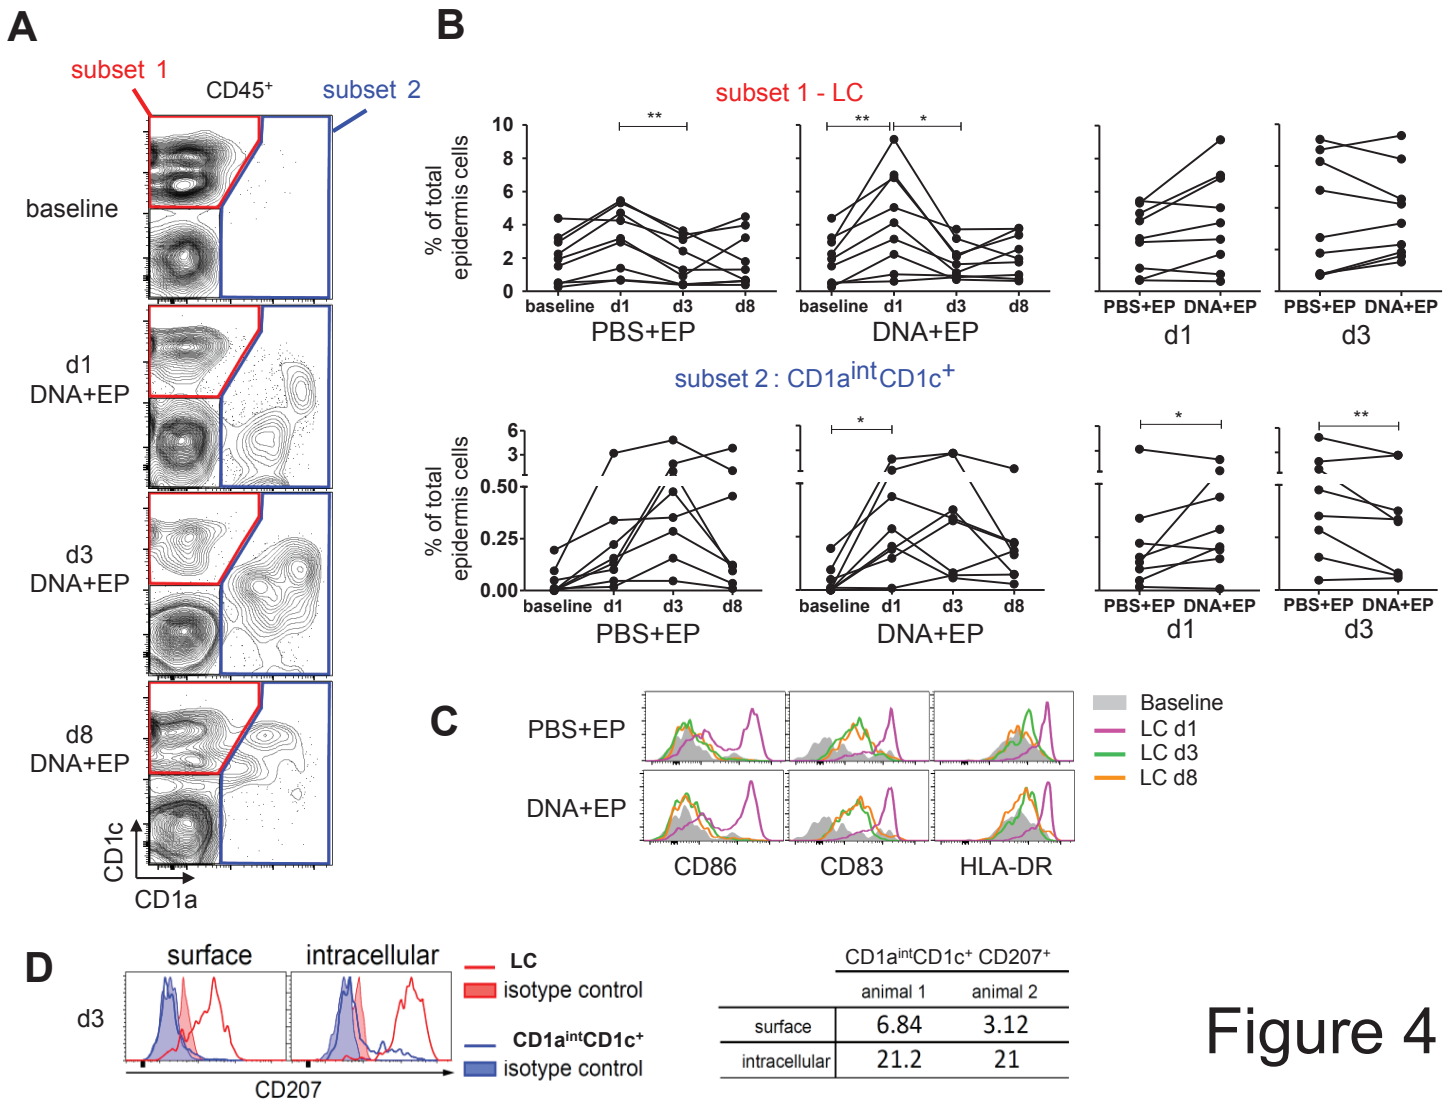 A
subset 1
CD45+
subset 2
baseline
d1
DNA+EP
d3
DNA+EP
d8
DNA+EP
CD1c
CD1a
B
subset 1 - LC
% of total
epidermis cells
10
8
6
4
2
0
baseline d1 d3 d8
PBS+EP
**
10
8
6
4
2
0
baseline d1 d3 d8
DNA+EP
** *
PBS+EP DNA+EP
d1
PBS+EP DNA+EP
d3
subset 2 : CD1aintCD1c+
% of total
epidermis cells
6
3
0.50
0.25
0.00
baseline d1 d3 d8
PBS+EP
*
baseline d1 d3 d8
DNA+EP
*
PBS+EP DNA+EP
d1
**
PBS+EP DNA+EP
d3
C
PBS+EP
DNA+EP
CD86 CD83 HLA-DR
Baseline
LC d1
LC d3
LC d8
D
surface intracellular
d3
CD207
LC
isotype control
CD1aintCD1c+
isotype control
CD1aintCD1c+ CD207+
animal 1 animal 2
surface 6.84 3.12
intracellular 21.2 21
Figure 4